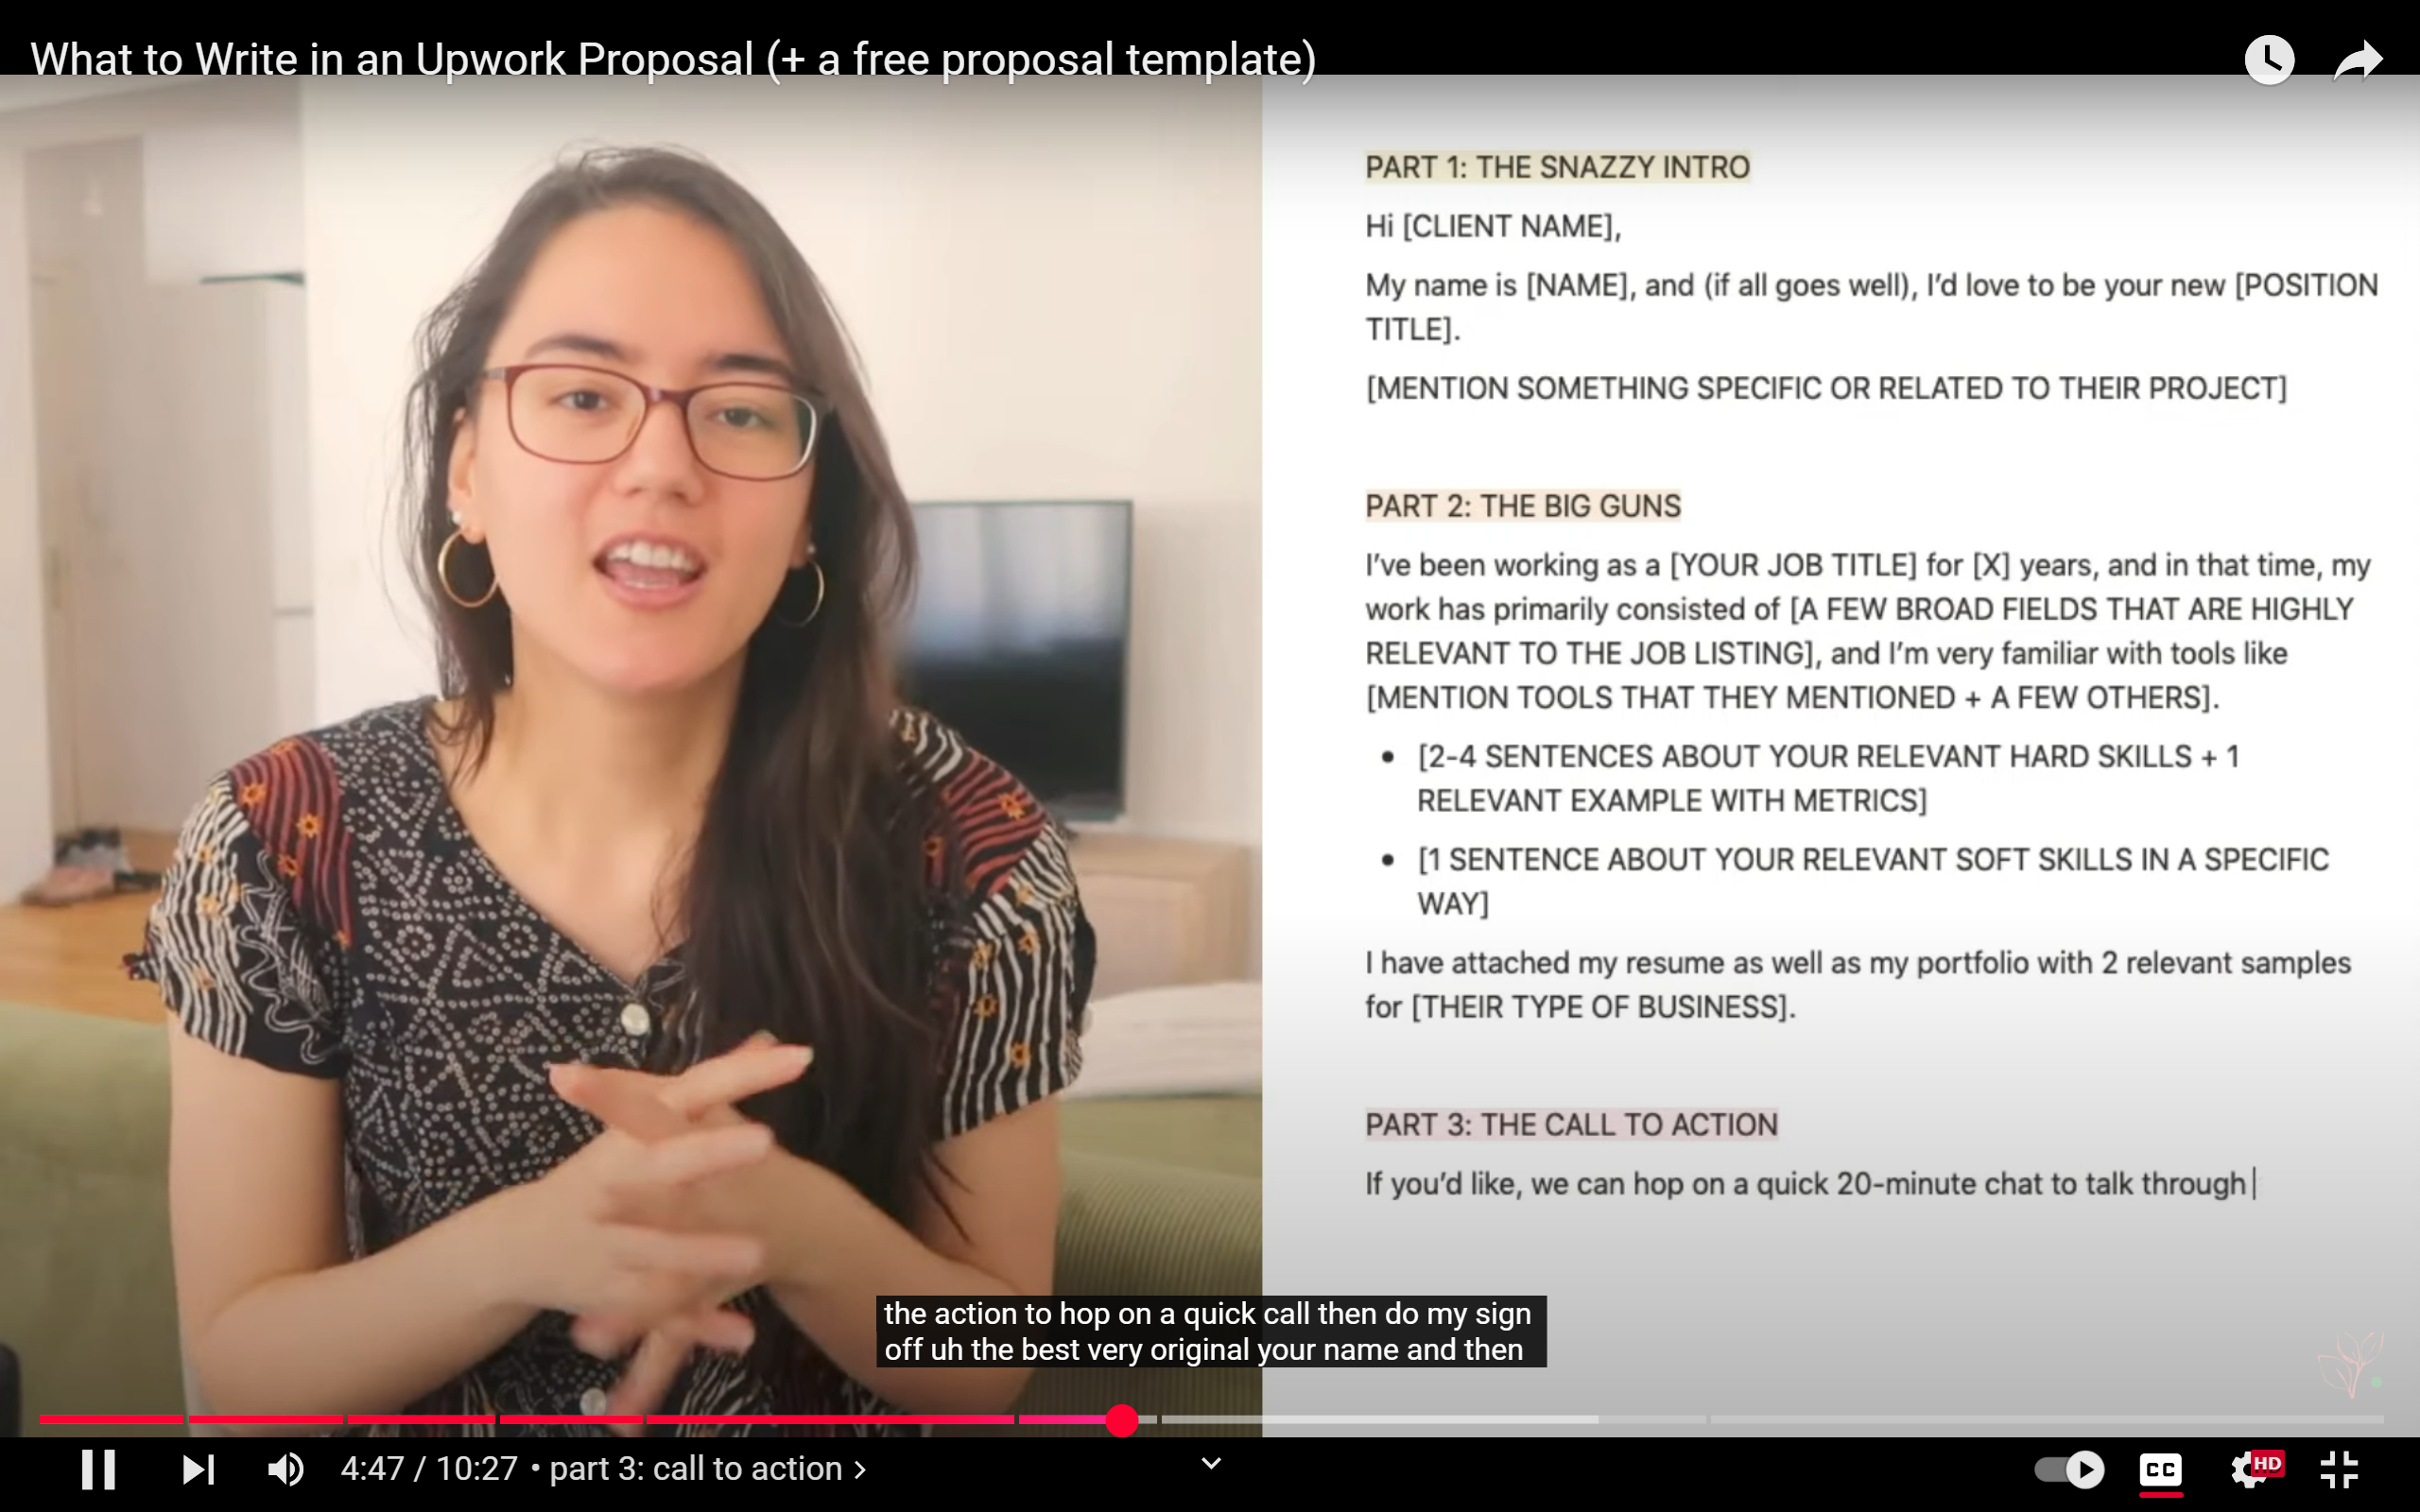 What to Write in an Upwork Proposal (+ a free proposal template)
PART 1: THE SNAZZY INTRO
Hi [CLIENT NAME],
My name is [NAME], and (if all goes well), I'd love to be your new [POSITION
TITLE].
[MENTION SOMETHING SPECIFIC OR RELATED TO THEIR PROJECT]
PART 2: THE BIG GUNS
I've been working as a [YOUR JOB TITLE] for [X] years, and in that time, my
work has primarily consisted of [A FEW BROAD FIELDS THAT ARE HIGHLY
RELEVANT TO THE JOB LISTING], and I'm very familiar with tools like
[MENTION TOOLS THAT THEY MENTIONED + A FEW OTHERS].
• [2-4 SENTENCES ABOUT YOUR RELEVANT HARD SKILLS + 1
RELEVANT EXAMPLE WITH METRICS]
• [1 SENTENCE ABOUT YOUR RELEVANT SOFT SKILLS IN A SPECIFIC
WAY]
I have attached my resume as well as my portfolio with 2 relevant samples
for [THEIR TYPE OF BUSINESS].
PART 3: THE CALL TO ACTION
If you'd like, we can hop on a quick 20-minute chat to talk through
the action to hop on a quick call then do my sign
off uh the best very original your name and then
4:47 / 10:27 • part 3: call to action >
CC
HD